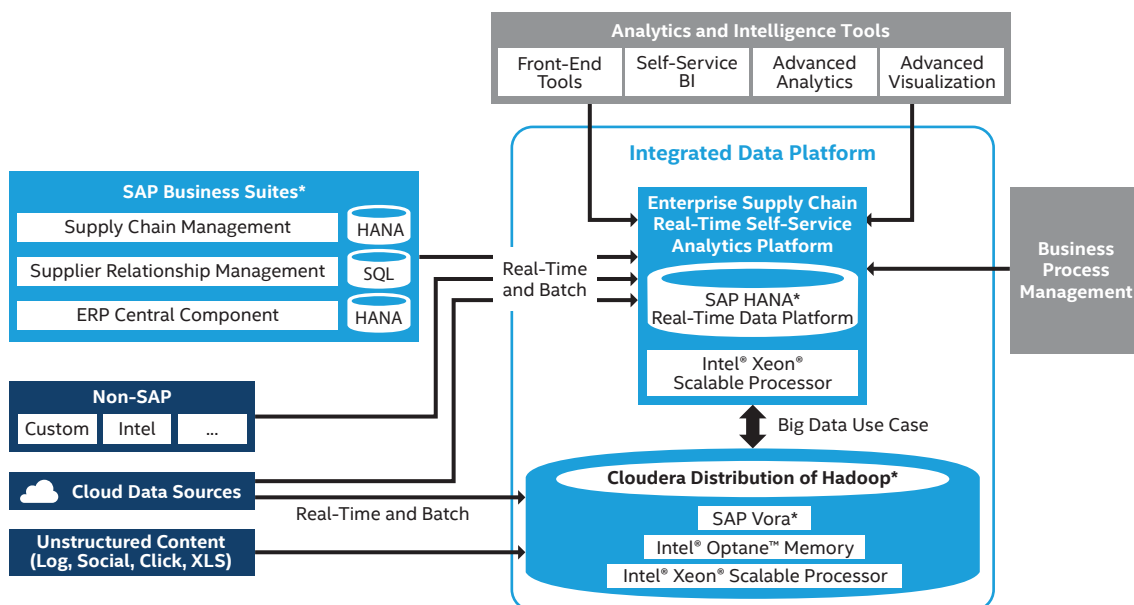 Analytics and Intelligence Tools
Front-End
Tools
Self-Service
BI
Advanced
Analytics
Advanced
Visualization
Integrated Data Platform
SAP Business Suites*
Supply Chain Management
HANA
Supplier Relationship Management
SQL
ERP Central Component
HANA
Real-Time
and Batch
Enterprise Supply Chain
Real-Time Self-Service
Analytics Platform
SAP HANA*
Real-Time Data Platform
Intel® Xeon®
Scalable Processor
Business
Process
Management
Non-SAP
Custom
Intel
...
Big Data Use Case
Cloud Data Sources
Real-Time and Batch
Unstructured Content
(Log, Social, Click, XLS)
Cloudera Distribution of Hadoop*
SAP Vora*
Intel® Optane™ Memory
Intel® Xeon® Scalable Processor